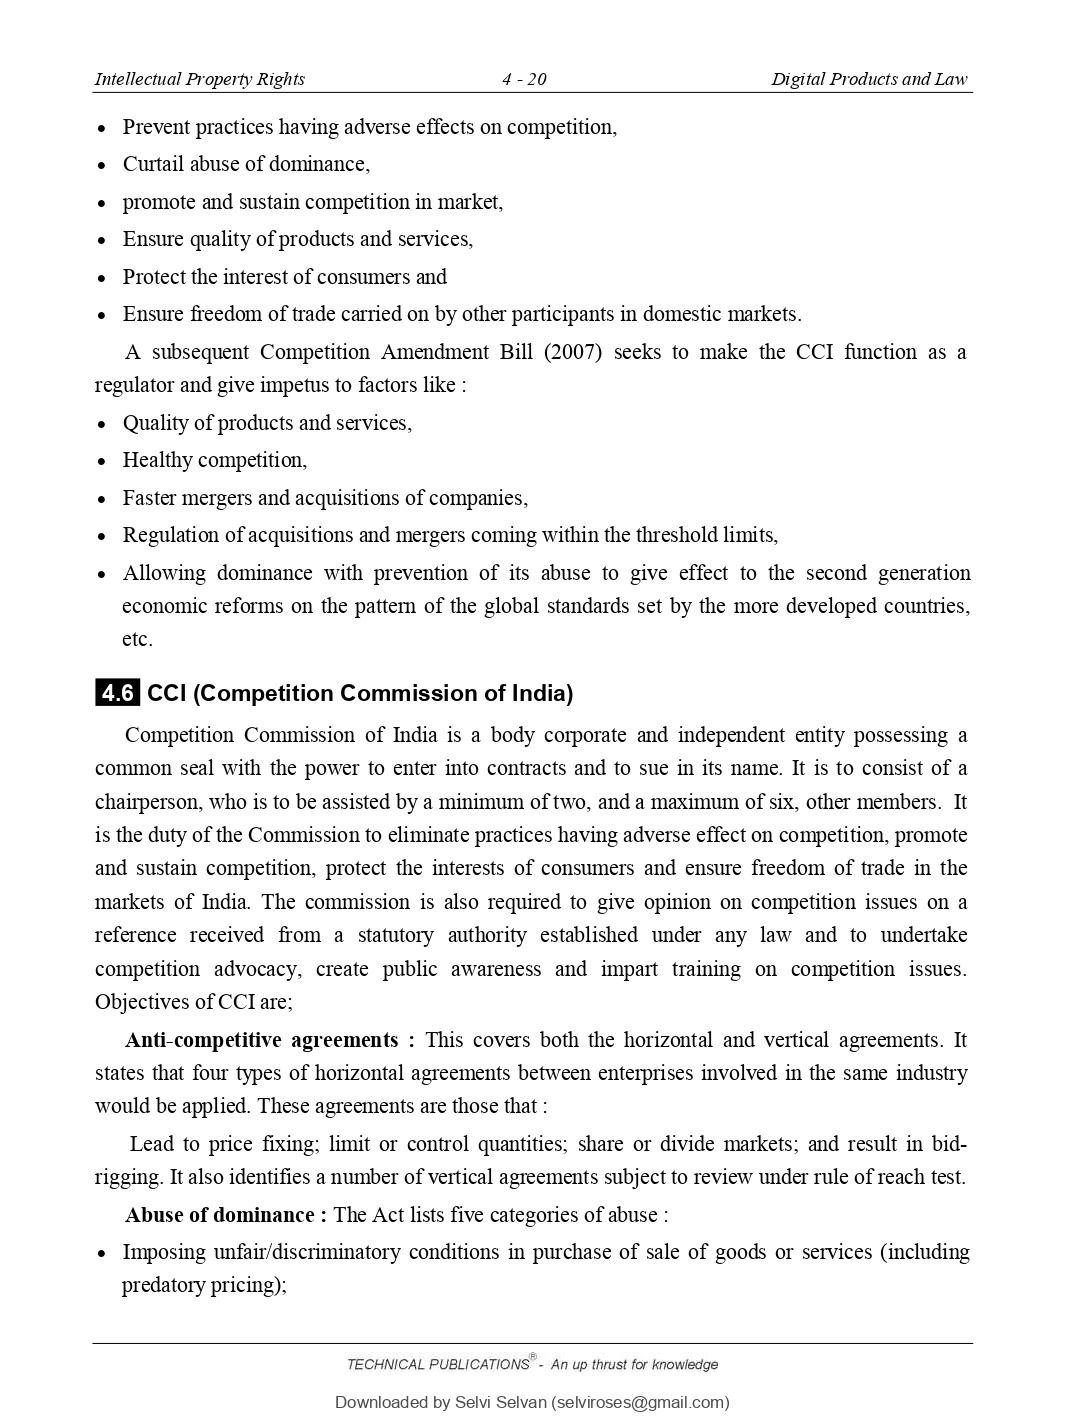 Intellectual Property Rights 4 - 20 Digital Products and Law
• Prevent practices having adverse effects on competition,
• Curtail abuse of dominance,
• promote and sustain competition in market,
• Ensure quality of products and services,
• Protect the interest of consumers and
• Ensure freedom of trade carried on by other participants in domestic markets.
A subsequent Competition Amendment Bill (2007) seeks to make the CCI function as a
regulator and give impetus to factors like :
• Quality of products and services,
• Healthy competition,
• Faster mergers and acquisitions of companies,
• Regulation of acquisitions and mergers coming within the threshold limits,
• Allowing dominance with prevention of its abuse to give effect to the second generation
economic reforms on the pattern of the global standards set by the more developed countries,
etc.
4.6 CCI (Competition Commission of India)
Competition Commission of India is a body corporate and independent entity possessing a
common seal with the power to enter into contracts and to sue in its name. It is to consist of a
chairperson, who is to be assisted by a minimum of two, and a maximum of six, other members. It
is the duty of the Commission to eliminate practices having adverse effect on competition, promote
and sustain competition, protect the interests of consumers and ensure freedom of trade in the
markets of India. The commission is also required to give opinion on competition issues on a
reference received from a statutory authority established under any law and to undertake
competition advocacy, create public awareness and impart training on competition issues.
Objectives of CCI are;
Anti-competitive agreements : This covers both the horizontal and vertical agreements. It
states that four types of horizontal agreements between enterprises involved in the same industry
would be applied. These agreements are those that :
Lead to price fixing; limit or control quantities; share or divide markets; and result in bid-
rigging. It also identifies a number of vertical agreements subject to review under rule of reach test.
Abuse of dominance : The Act lists five categories of abuse :
• Imposing unfair/discriminatory conditions in purchase of sale of goods or services (including
predatory pricing);
TECHNICAL PUBLICATIONS® - An up thrust for knowledge
Downloaded by Selvi Selvan (selviroses@gmail.com)